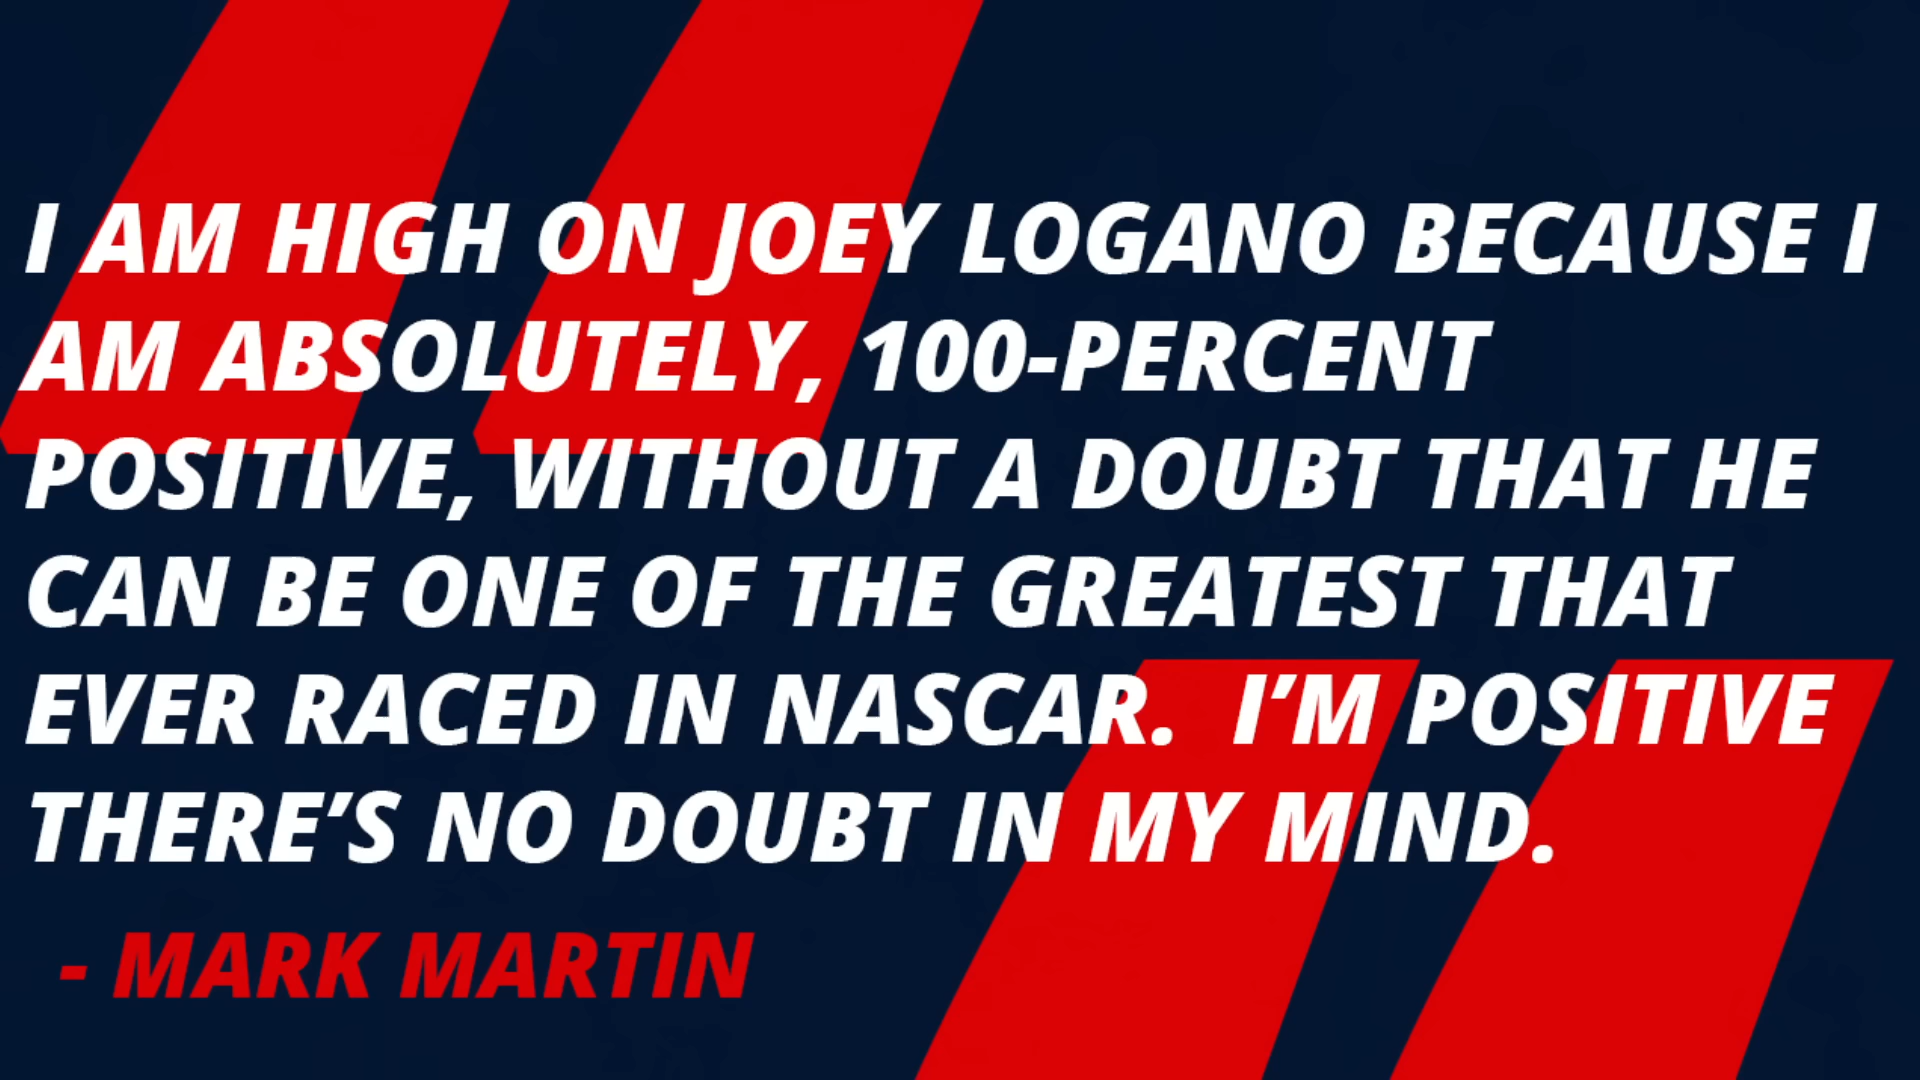 I AM HIGH ON JOEY LOGANO BECAUSE I
AM ABSOLUTELY, 100-PERCENT
POSITIVE, WITHOUT A DOUBT THAT HE
CAN BE ONE OF THE GREATEST THAT
EVER RACED IN NASCAR.  I’M POSITIVE
THERE’S NO DOUBT IN MY MIND.
- MARK MARTIN